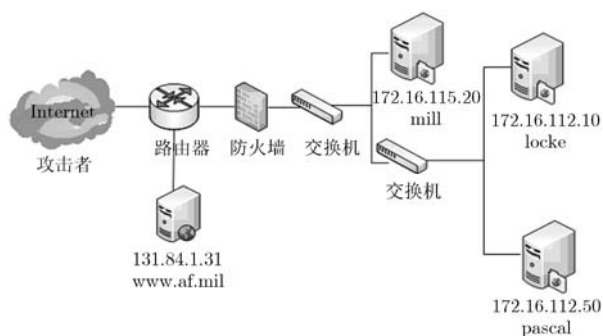 Internet
攻击者
路由器
防火墙
交换机
172.16.115.20
mill
172.16.112.10
locke
交换机
131.84.1.31
www.af.mil
172.16.112.50
pascal